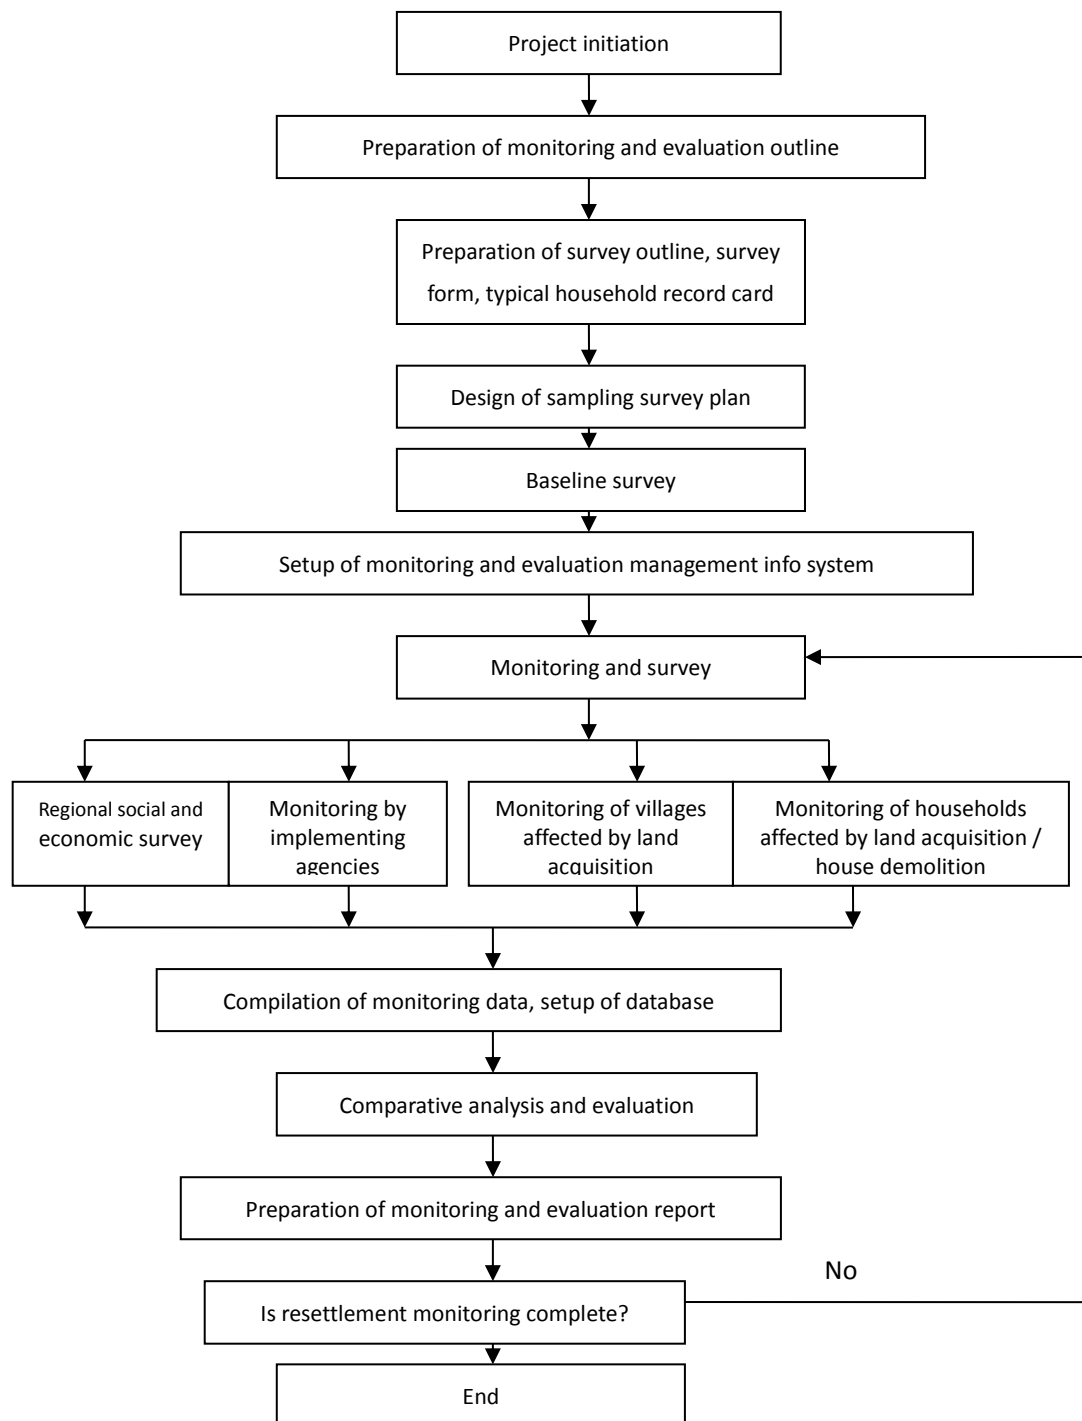 Project initiation
Preparation of monitoring and evaluation outline
Preparation of survey outline, survey
form, typical household record card
Design of sampling survey plan
Baseline survey
Setup of monitoring and evaluation management info system
Monitoring and survey
Regional social and
economic survey
Monitoring by
implementing
agencies
Monitoring of villages
affected by land
acquisition
Monitoring of households
affected by land acquisition /
house demolition
Compilation of monitoring data, setup of database
Comparative analysis and evaluation
Preparation of monitoring and evaluation report
No
Is resettlement monitoring complete?
End